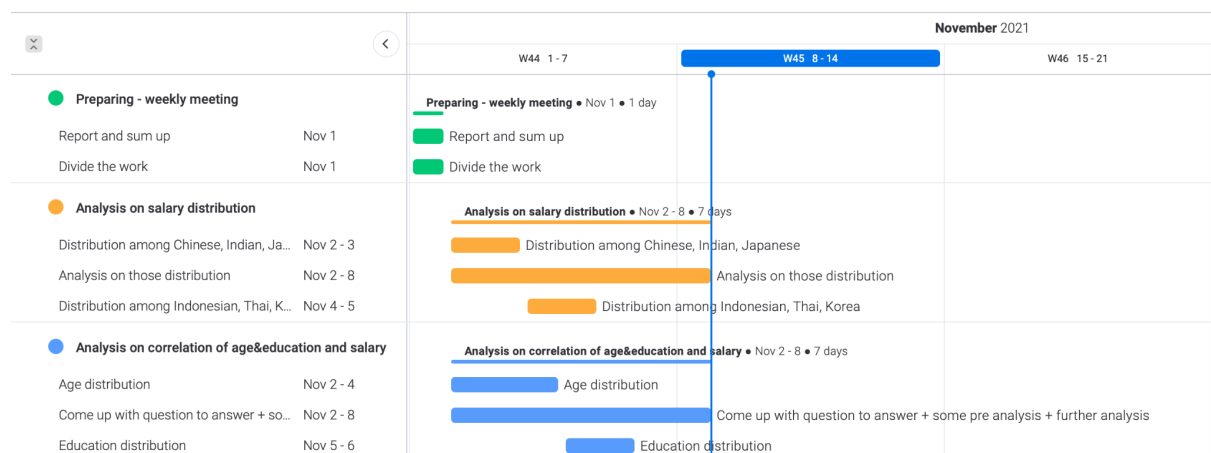 November 2021
W44 1 - 7 W45 8 - 14 W46 15 - 21
Preparing - weekly meeting Preparing - weekly meeting ● Nov 1 ● 1 day
Report and sum up Nov 1 Report and sum up
Divide the work Nov 1 Divide the work
Analysis on salary distribution Analysis on salary distribution ● Nov 2 - 8 ● 7 days
Distribution among Chinese, Indian, Ja... Nov 2 - 3 Distribution among Chinese, Indian, Japanese
Analysis on those distribution Nov 2 - 8 Analysis on those distribution
Distribution among Indonesian, Thai, K... Nov 4 - 5 Distribution among Indonesian, Thai, Korea
Analysis on correlation of age&education and salary Analysis on correlation of age&education and salary ● Nov 2 - 8 ● 7 days
Age distribution Nov 2 - 4 Age distribution
Come up with question to answer + so... Nov 2 - 8 Come up with question to answer + some pre analysis + further analysis
Education distribution Nov 5 - 6 Education distribution